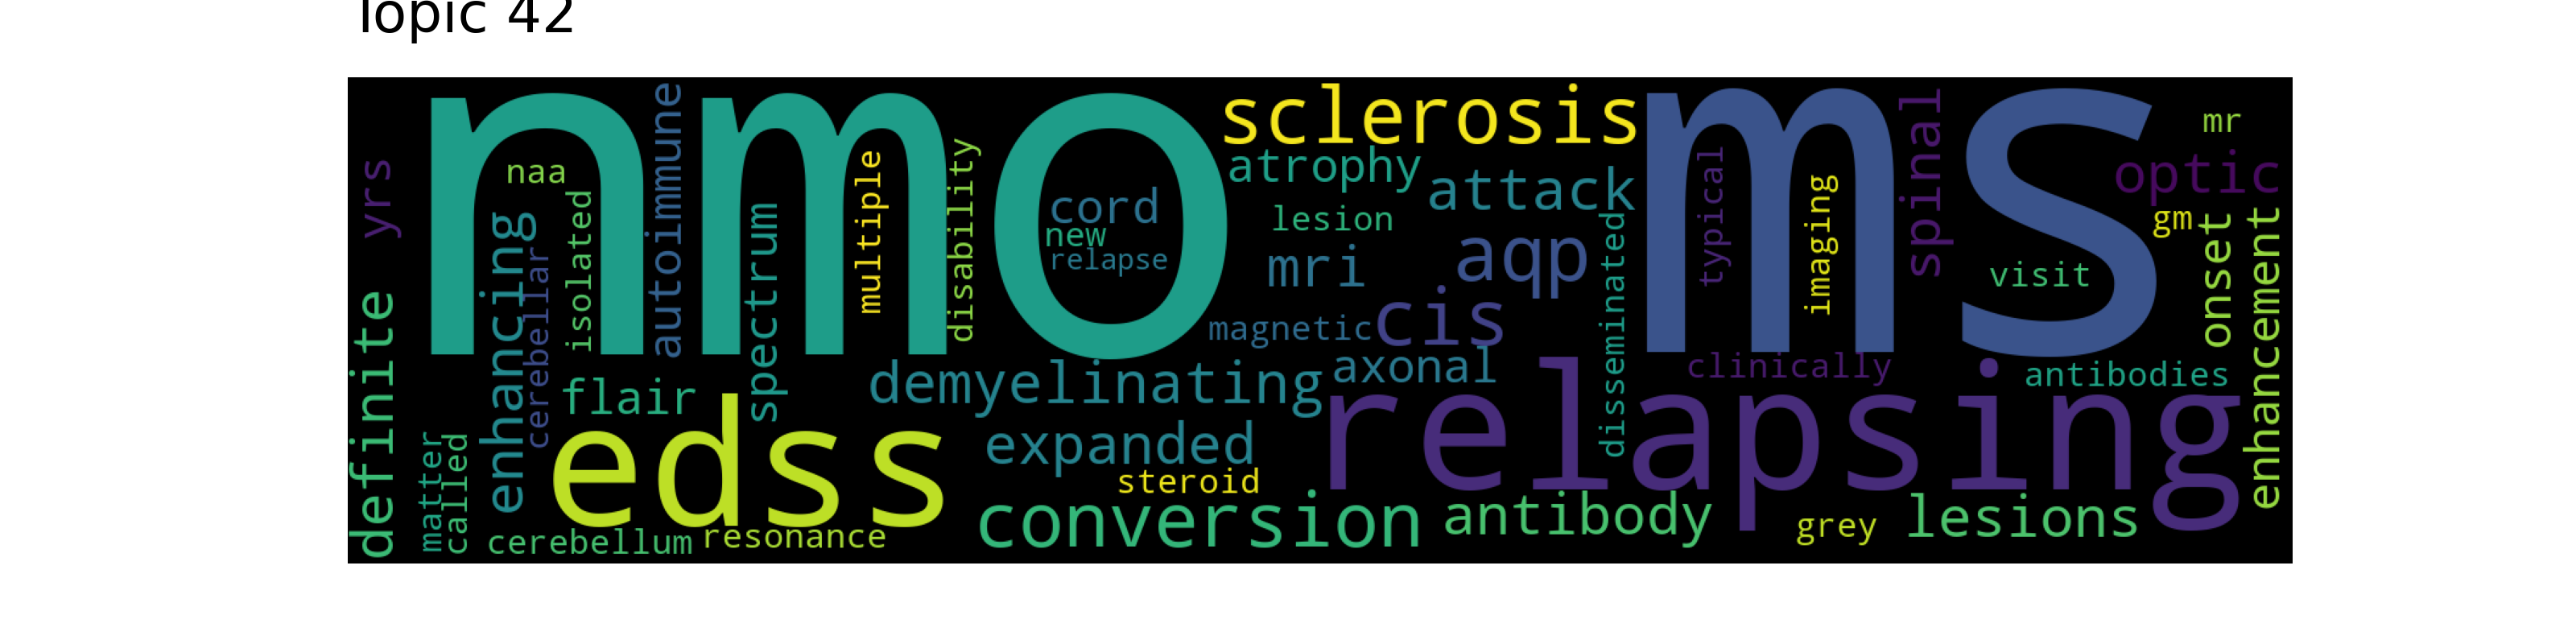 Topic 42
nmo
ms
sclerosis
mr
yrs
naa
autoimmune
multiple
disability
atrophy
attack
typical
imaging
spinal
optic
isolated
cord
new
relapse
lesion
mri
aqp
gm
visit
onset
enhancement
enhancing
cerebellar
spectrum
magnetic
cis
disseminated
definite
flair
demyelinating
axonal
clinically
antibodies
relapsing
edss
expanded
steroid
matter
called
cerebellum
resonance
conversion
antibody
grey
lesions